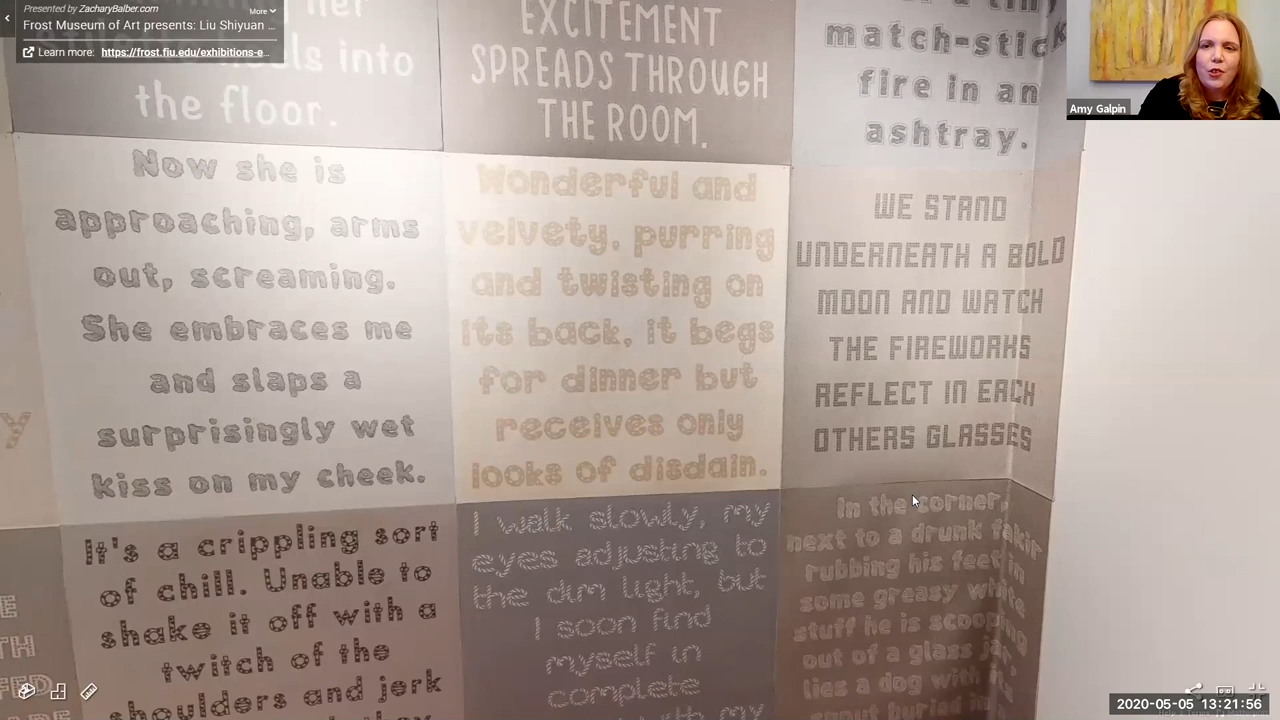 Presented by ZacharyBalber.com
More
Frost Museum of Art presents: Liu Shiyuan ...
Learn more: https://frost.fiu.edu/exhibitions-e...
into
the floor.
EXCITEMENT
SPREADS THROUGH
THE ROOM.
match-stick
fire in an
ashtray.
Amy Galpin
Now she is
approaching, arms
out, screaming.
She embraces me
and slaps a
surprisingly wet
kiss on my cheek.
Wonderful and
velvety, purring
and twisting on
its back, it begs
for dinner but
receives only
looks of disdain.
WE STAND
UNDERNEATH A BOLD
MOON AND WATCH
THE FIREWORKS
REFLECT IN EACH
OTHERS GLASSES
Y
It's a crippling sort
of chill. Unable to
shake it off with a
twitch of the
shoulders and jerk
I walk slowly, my
eyes adjusting to
the dim light, but
I soon find
myself in
complete
In the corner,
next to a drunk fakir
rubbing his feet in
some greasy white
stuff he is scooping
out of a glass jar,
lies a dog with its
snout buried in
2020-05-05 13:21:56